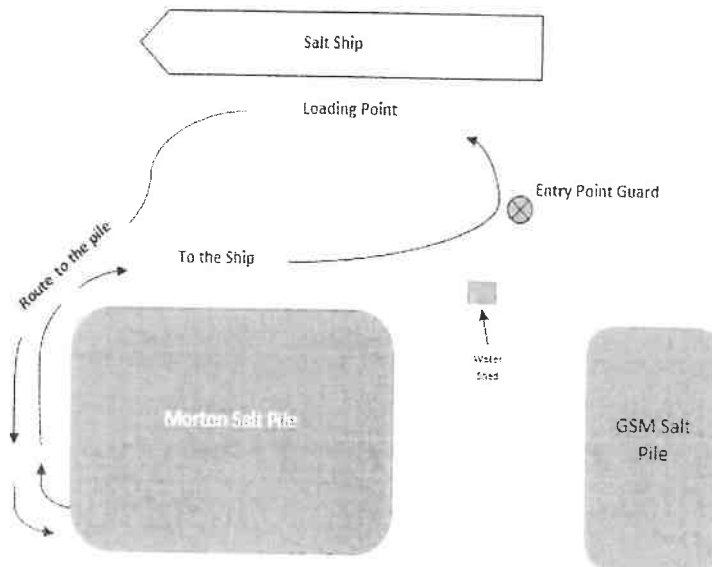 Salt Ship
Loading Point
Entry Point Guard
Route to the pile
To the Ship
Water
Shed
Morton Salt Pile
GSM Salt
Pile